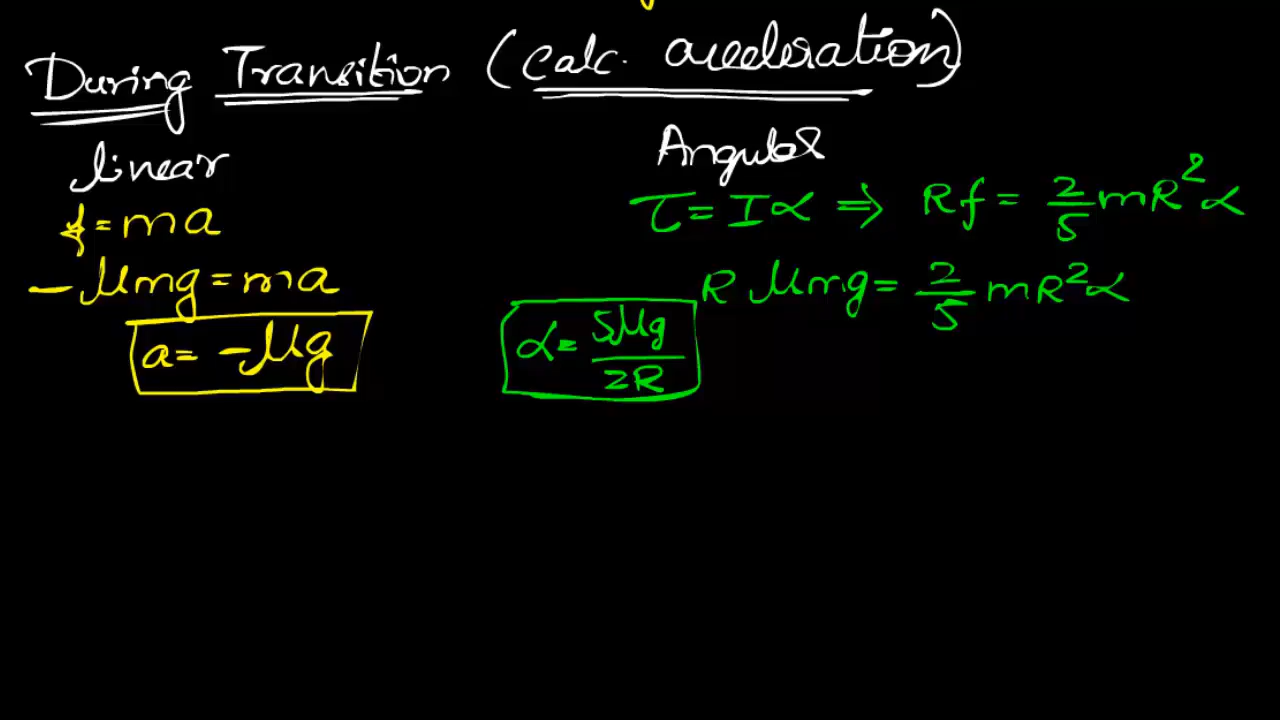 During Transition (calc. acceleration)
linear
f = ma
- μmg = ma
a = -μg
Angular
τ = Iα ⇒ Rf = 2/5 mR²α
R μmg = 2/5 mR²α
α = 5μg/2R